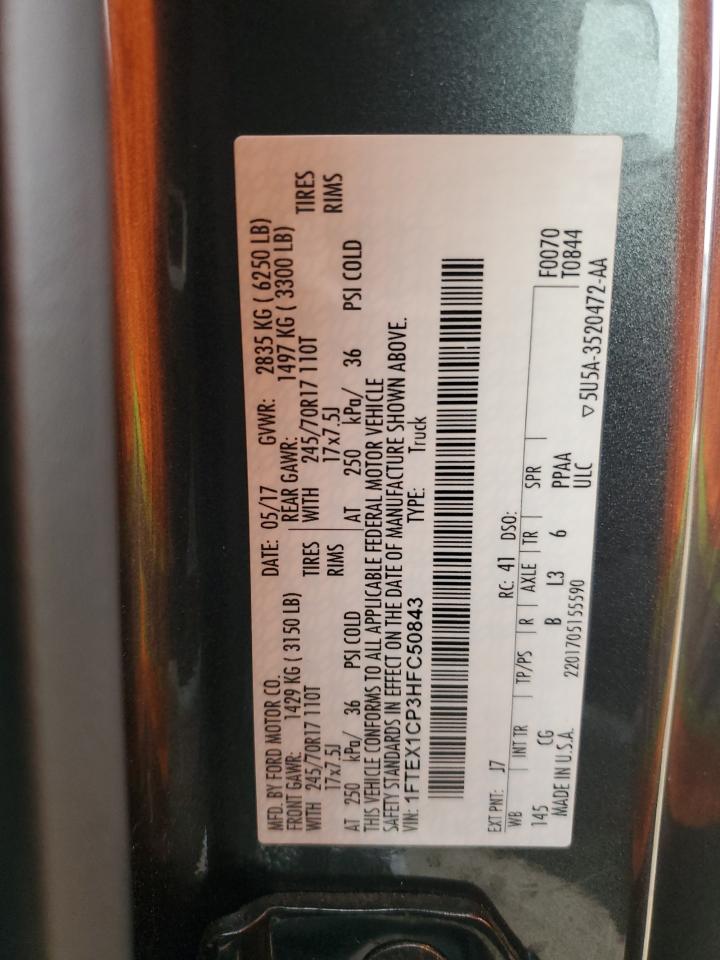 MFD. BY FORD MOTOR CO.
DATE: 05/17 GVWR: 2835 KG ( 6250 LB)
FRONT GAWR: 1429 KG ( 3150 LB) REAR GAWR: 1497 KG ( 3300 LB)
WITH 245/70R17 110T TIRES WITH 245/70R17 110T TIRES
17x7.5J RIMS 17x7.5J RIMS
AT 250 kPa/ 36 PSI COLD AT 250 kPa/ 36 PSI COLD
THIS VEHICLE CONFORMS TO ALL APPLICABLE FEDERAL MOTOR VEHICLE
SAFETY STANDARDS IN EFFECT ON THE DATE OF MANUFACTURE SHOWN ABOVE.
VIN: 1FTEX1CP3HFC50843 TYPE: Truck
EXT PNT: J7 RC: 41 DSO:
WB INT TR TP/PS R AXLE TR SPR F0070
145 CG B L3 6 PPAA T0844
MADE IN U.S.A. 2201705155590 ULC ▽5U5A-3520472-AA